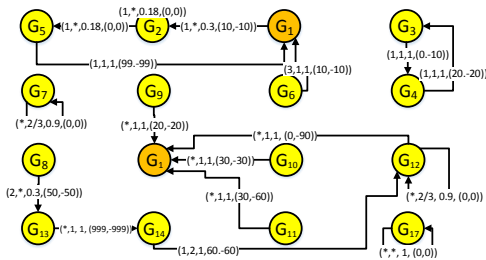 G5 (1,*,0.18,(0,0)) G2 (1,*,0.3,(10,-10)) G1 G3
(1,*,0.18,(0,0))
(1,1,1,(0.-10))
(1,1,1,(99.-99)) (3,1,1,(10,-10)) (1,1,1,(20.-20))
G7 G9 G6 G4
(*,2/3,0.9,(0,0)) (*,1,1,(20,-20)) (*,1,1 (0,-90))
G8 G1 (*,1,1,(30,-30)) G10 G12
(2,*,0.3,(50,-50)) (*,1,1,(30,-60)) (*,2/3, 0.9, (0,0))
G13 (*,1, 1, (999,-999)) G14 G11 G17
(1,2,1,60.-60) (*,*, 1, (0,0))